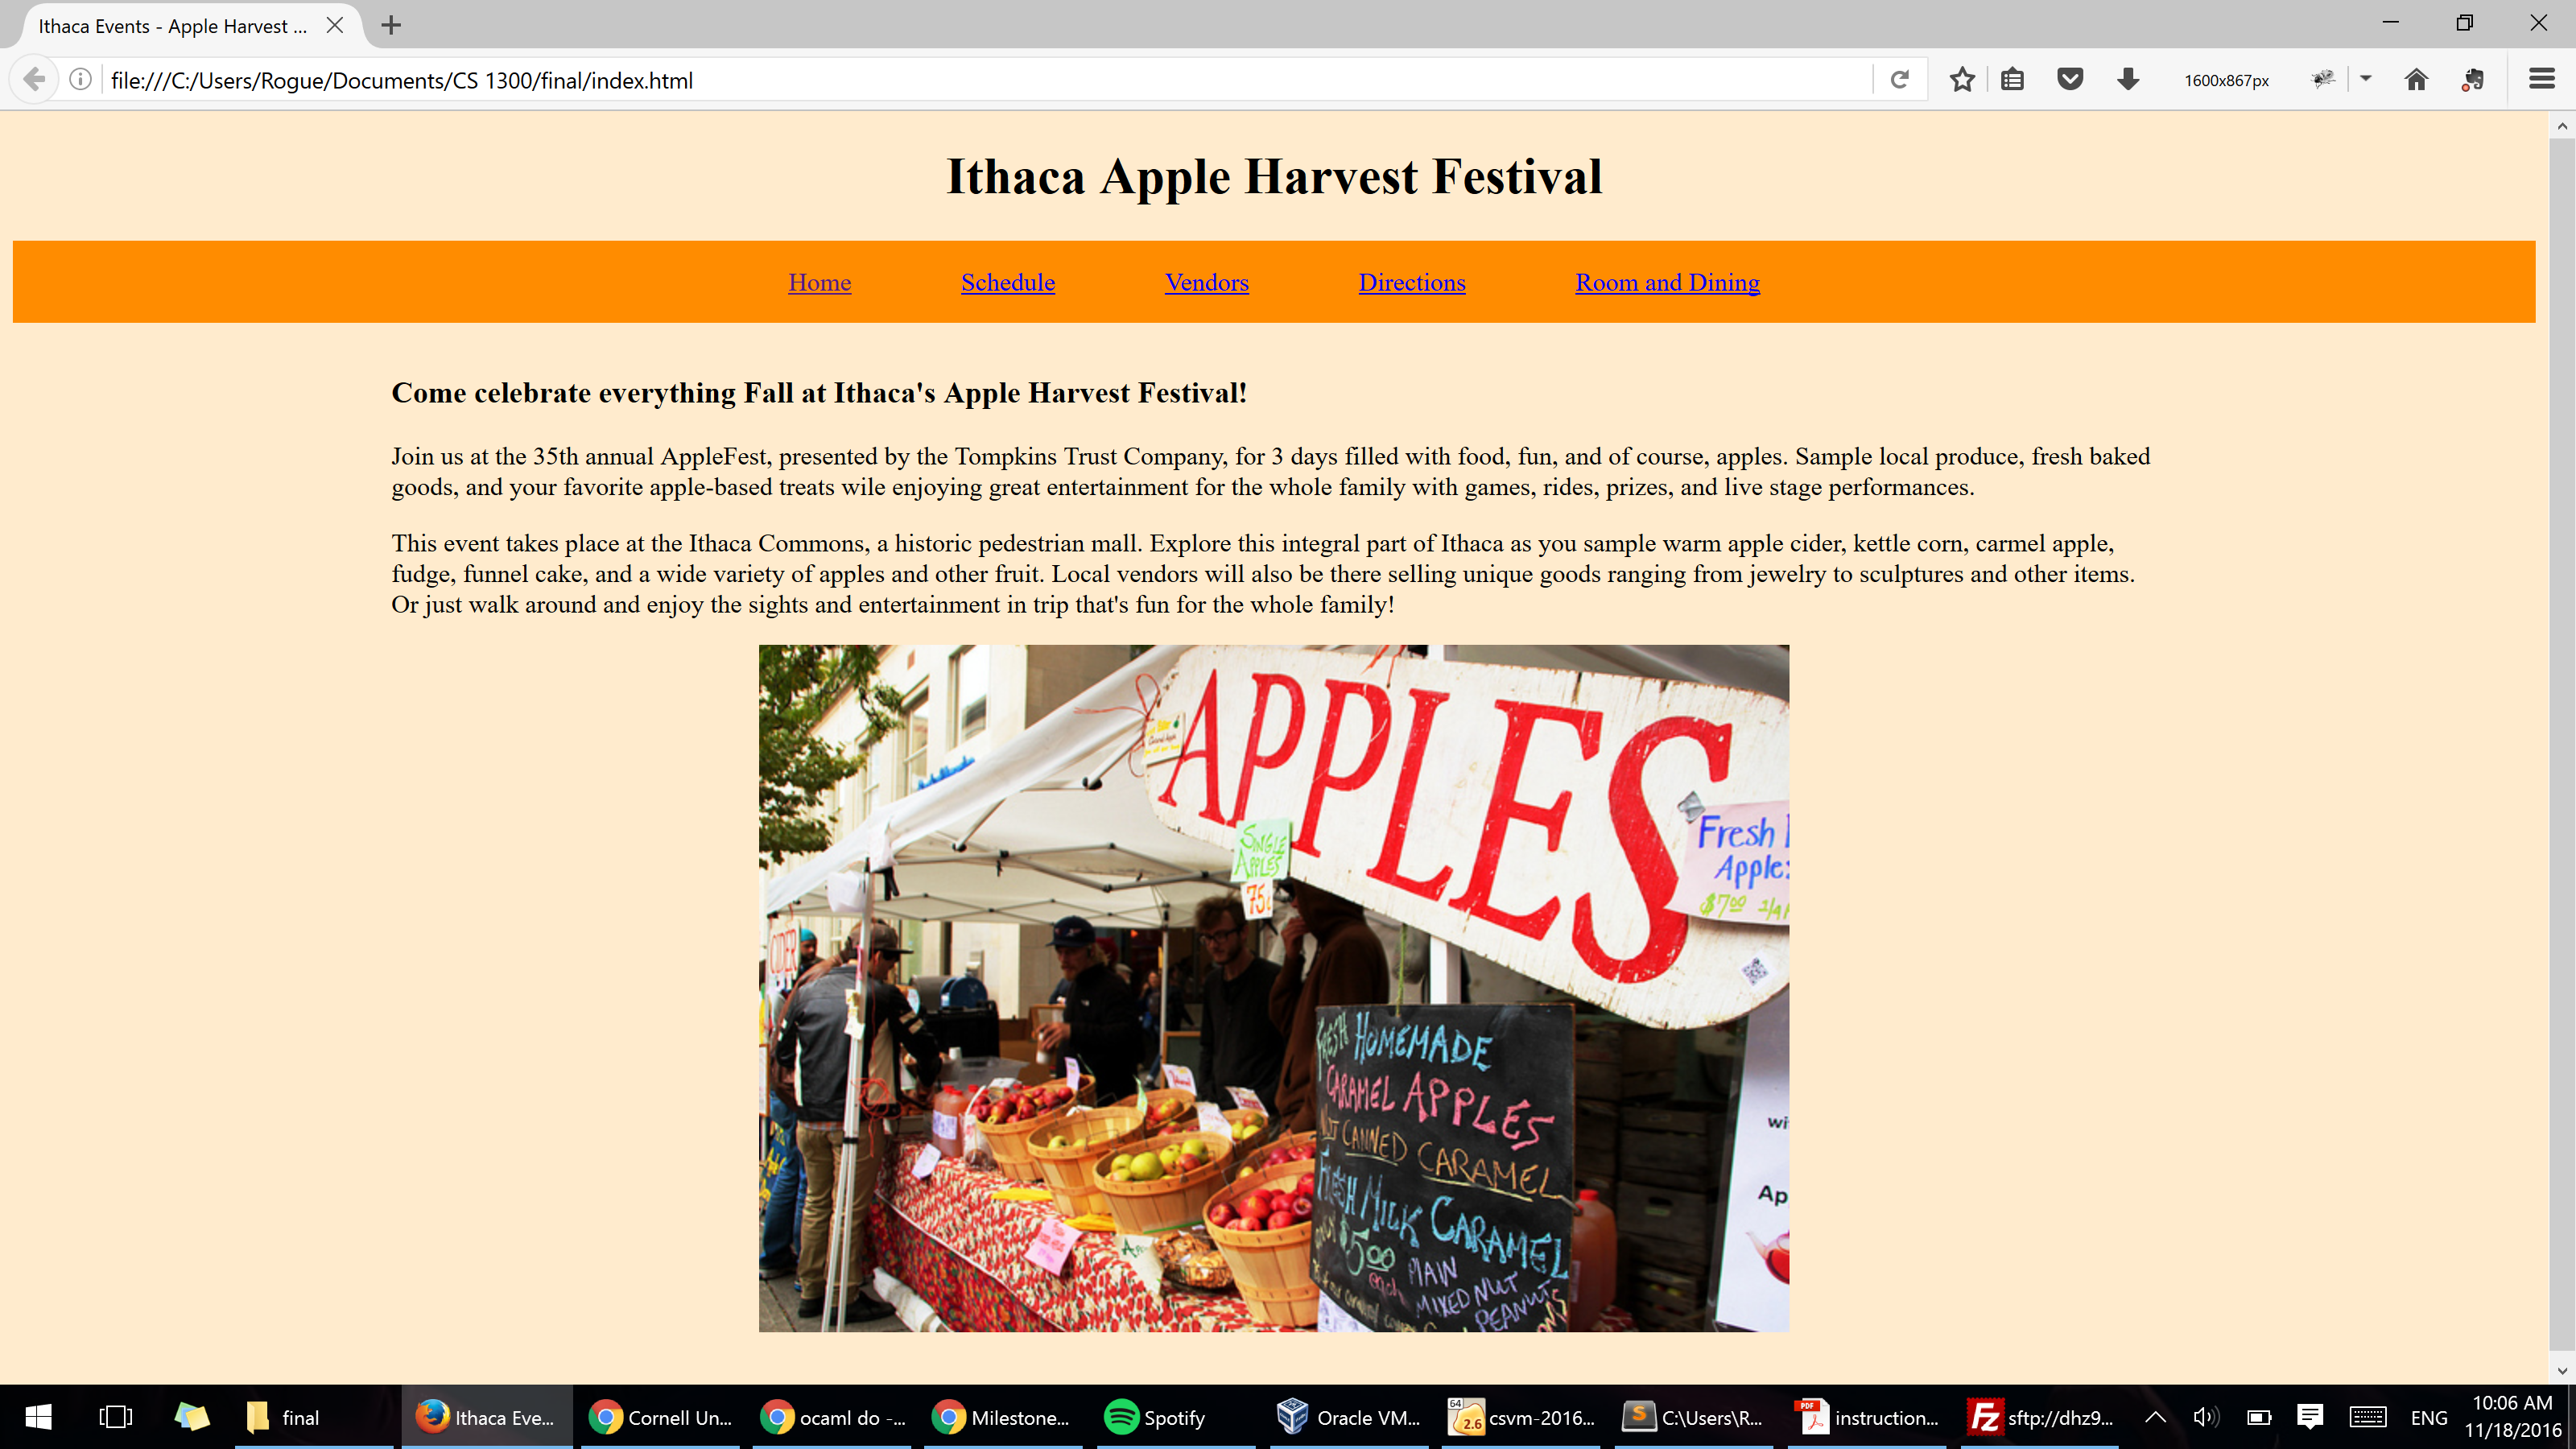 Ithaca Events - Apple Harvest ...
file:///C:/Users/Rogue/Documents/CS 1300/final/index.html
1600x867px
Ithaca Apple Harvest Festival
Home Schedule Vendors Directions Room and Dining
Come celebrate everything Fall at Ithaca's Apple Harvest Festival!
Join us at the 35th annual AppleFest, presented by the Tompkins Trust Company, for 3 days filled with food, fun, and of course, apples. Sample local produce, fresh baked
goods, and your favorite apple-based treats wile enjoying great entertainment for the whole family with games, rides, prizes, and live stage performances.
This event takes place at the Ithaca Commons, a historic pedestrian mall. Explore this integral part of Ithaca as you sample warm apple cider, kettle corn, carmel apple,
fudge, funnel cake, and a wide variety of apples and other fruit. Local vendors will also be there selling unique goods ranging from jewelry to sculptures and other items.
Or just walk around and enjoy the sights and entertainment in trip that's fun for the whole family!
APPLES
SINGLE
APPLES
75¢
Fresh
Apple
$7.00
CIDER
FRESH HOMEMADE
CARAMEL APPLES
NOT CANNED CARAMEL
FRESH MILK CARAMEL
ONLY $5.00 each PLAIN
MIXED NUT
PEANUTS
wi
Ap
final
Ithaca Eve...
Cornell Un...
ocaml do -...
Milestone...
Spotify
Oracle VM...
64 2.6 csvm-2016...
C:\Users\R...
PDF instruction...
Fz sftp://dhz9...
ENG
10:06 AM
11/18/2016